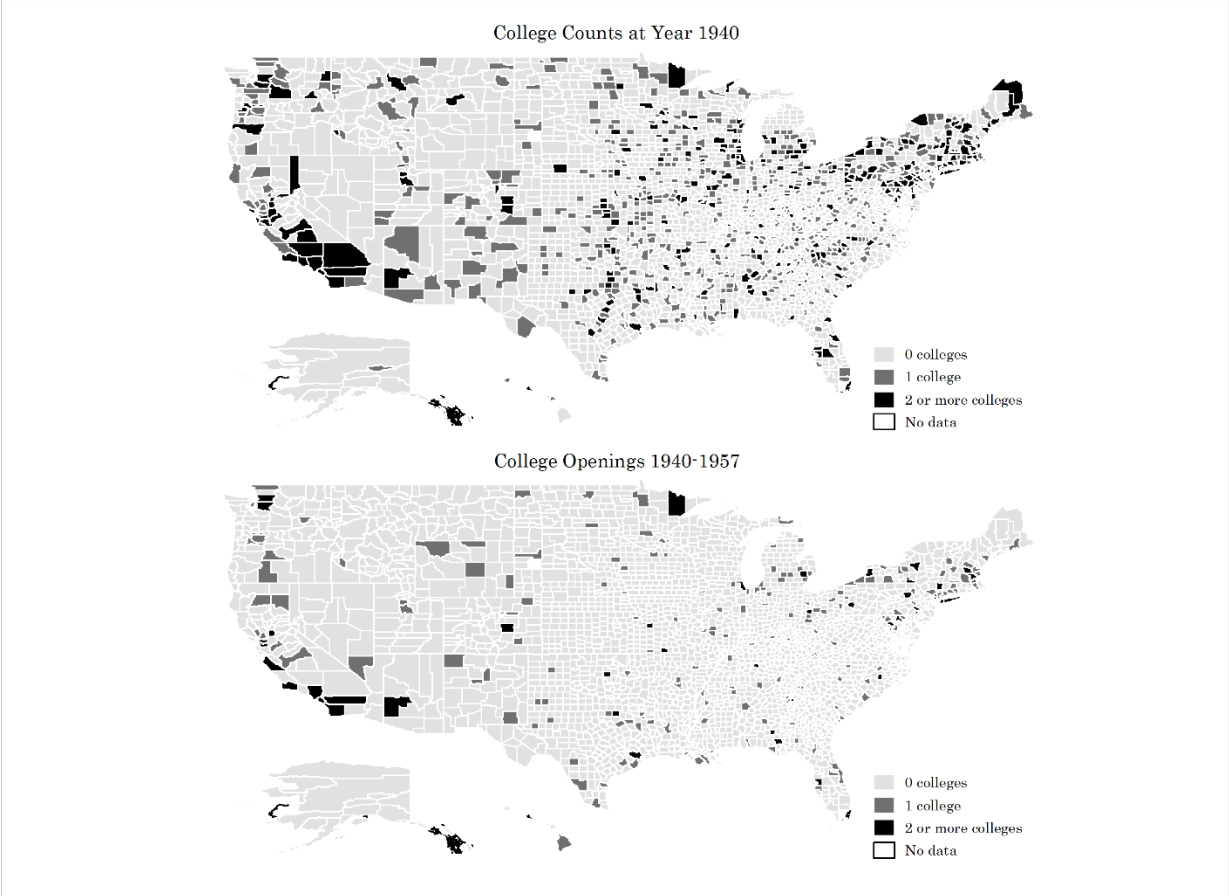 College Counts at Year 1940
0 colleges
1 college
2 or more colleges
No data
College Openings 1940-1957
0 colleges
1 college
2 or more colleges
No data